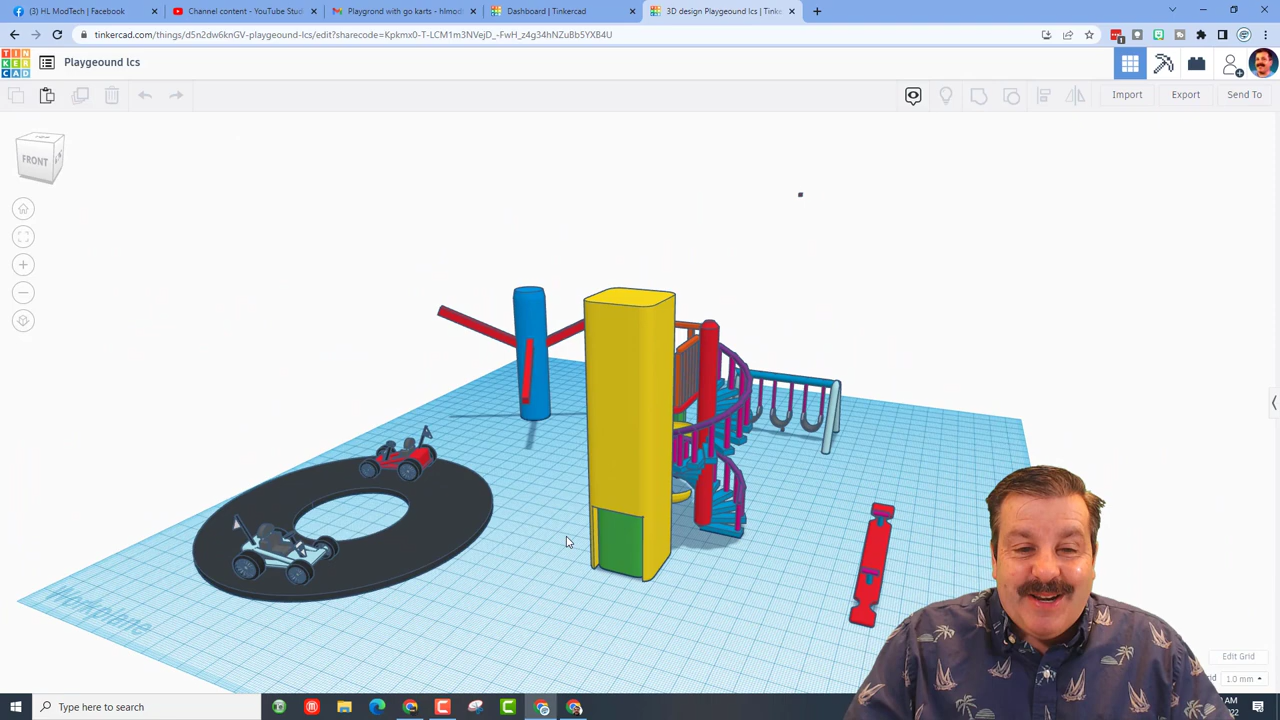 (3) HL ModTech | Facebook
Channel content - YouTube Stud
Playgrond with go karts - hlmod
Dashboard | Tinkercad
3D design Playgeound lcs | Tinke
tinkercad.com/things/d5n2dw6knGV-playgeound-lcs/edit?sharecode=Kpkmx0-T-LCM1m3NVejD_-FwH_z4g34hNZuBb5YXB4U
TIN
KER
CAD
Playgeound lcs
Import
Export
Send To
FRONT
Workplane
Edit Grid
1.0 mm
Type here to search
AM